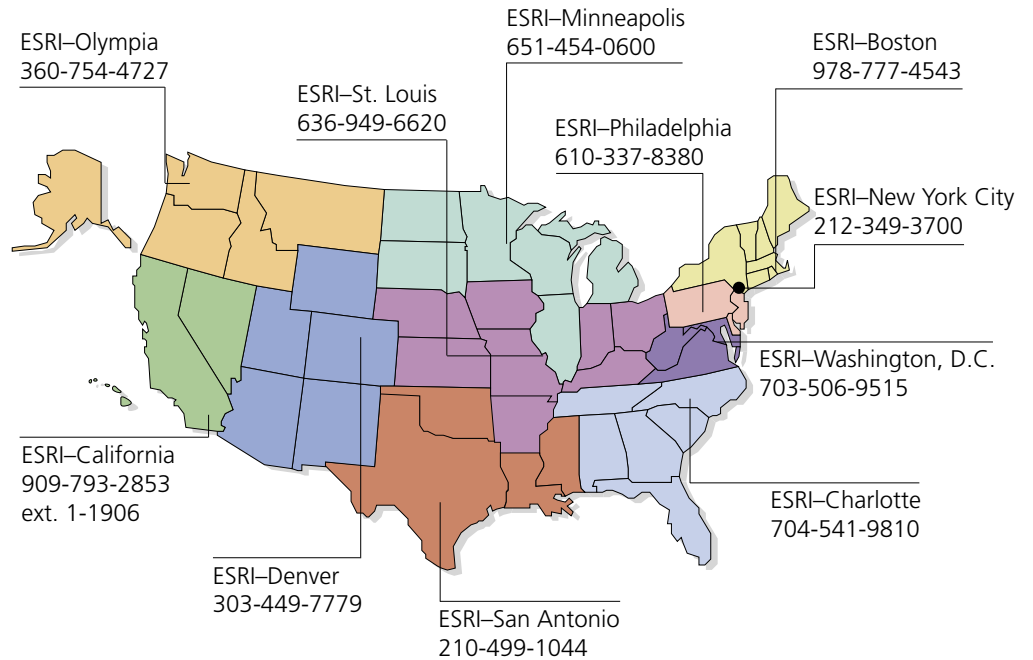 ESRI–Minneapolis
651-454-0600
ESRI–Olympia
360-754-4727
ESRI–Boston
978-777-4543
ESRI–St. Louis
636-949-6620
ESRI–Philadelphia
610-337-8380
ESRI–New York City
212-349-3700
ESRI–Washington, D.C.
703-506-9515
ESRI–California
909-793-2853
ext. 1-1906
ESRI–Charlotte
704-541-9810
ESRI–Denver
303-449-7779
ESRI–San Antonio
210-499-1044